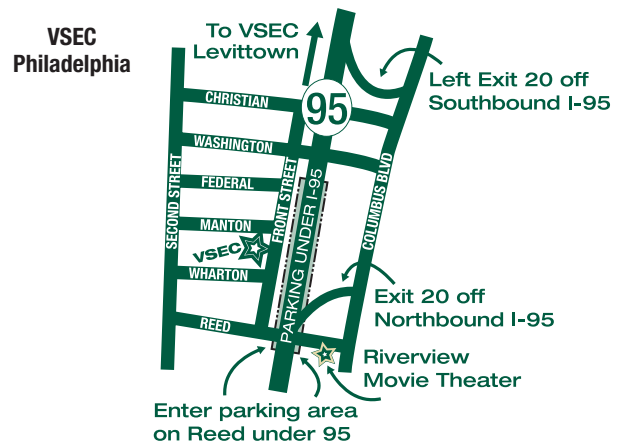 VSEC
Philadelphia
To VSEC
Levittown
95
Left Exit 20 off
Southbound I-95
CHRISTIAN
WASHINGTON
FEDERAL
MANTON
VSEC
WHARTON
REED
SECOND STREET
FRONT STREET
PARKING UNDER I-95
COLUMBUS BLVD
Exit 20 off
Northbound I-95
Riverview
Movie Theater
Enter parking area
on Reed under 95